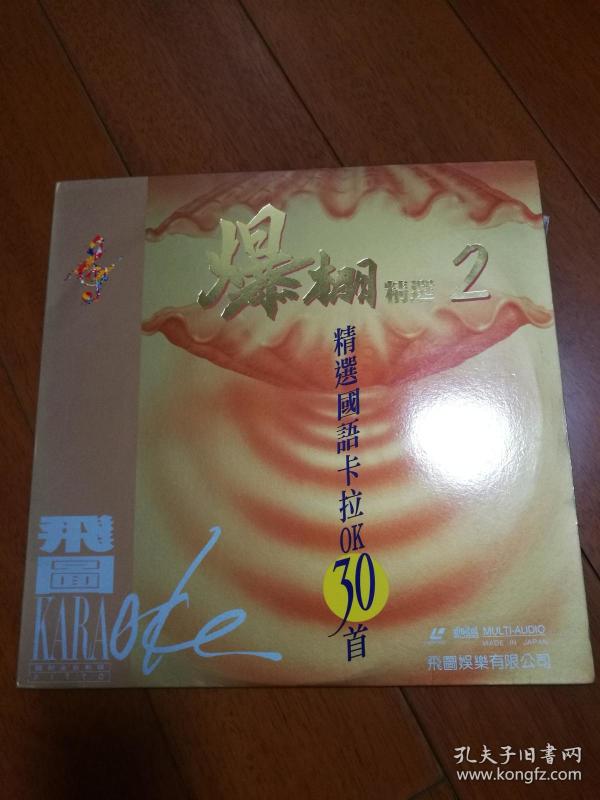 爆棚精選2
精選國語卡拉OK30首
飛圖
KARAoke
MULTI-AUDIO
MADE IN JAPAN
飛圖娛樂有限公司
孔夫子旧书网
www.kongfz.com